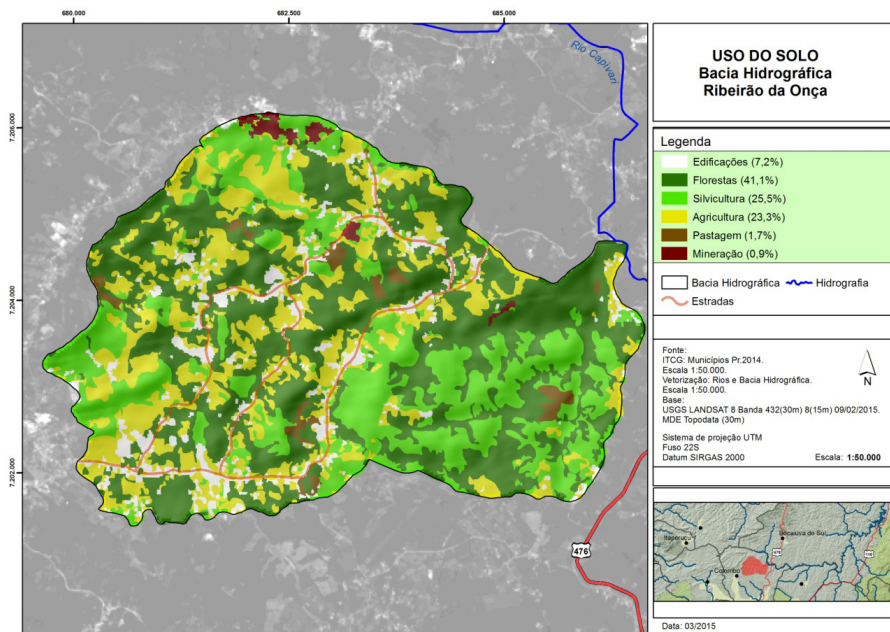 680.000
682.500
685.000
7.206.000
7.204.000
7.202.000
Rio Capivari
476
USO DO SOLO
Bacia Hidrográfica
Ribeirão da Onça
Legenda
Edificações (7,2%)
Florestas (41,1%)
Silvicultura (25,5%)
Agricultura (23,3%)
Pastagem (1,7%)
Mineração (0,9%)
Bacia Hidrográfica
Hidrografia
Estradas
Fonte:
ITCG: Municípios Pr.2014.
Escala 1:50.000.
Vetorização: Rios e Bacia Hidrográfica.
Escala 1:50.000.
Base:
USGS LANDSAT 8 Banda 432(30m) 8(15m) 09/02/2015.
MDE Topodata (30m)
N
Sistema de projeção UTM
Fuso 22S
Datum SIRGAS 2000
Escala: 1:50.000
Bocaiuva do Sul
Itaperuçu
476
116
Colombo
Data: 03/2015